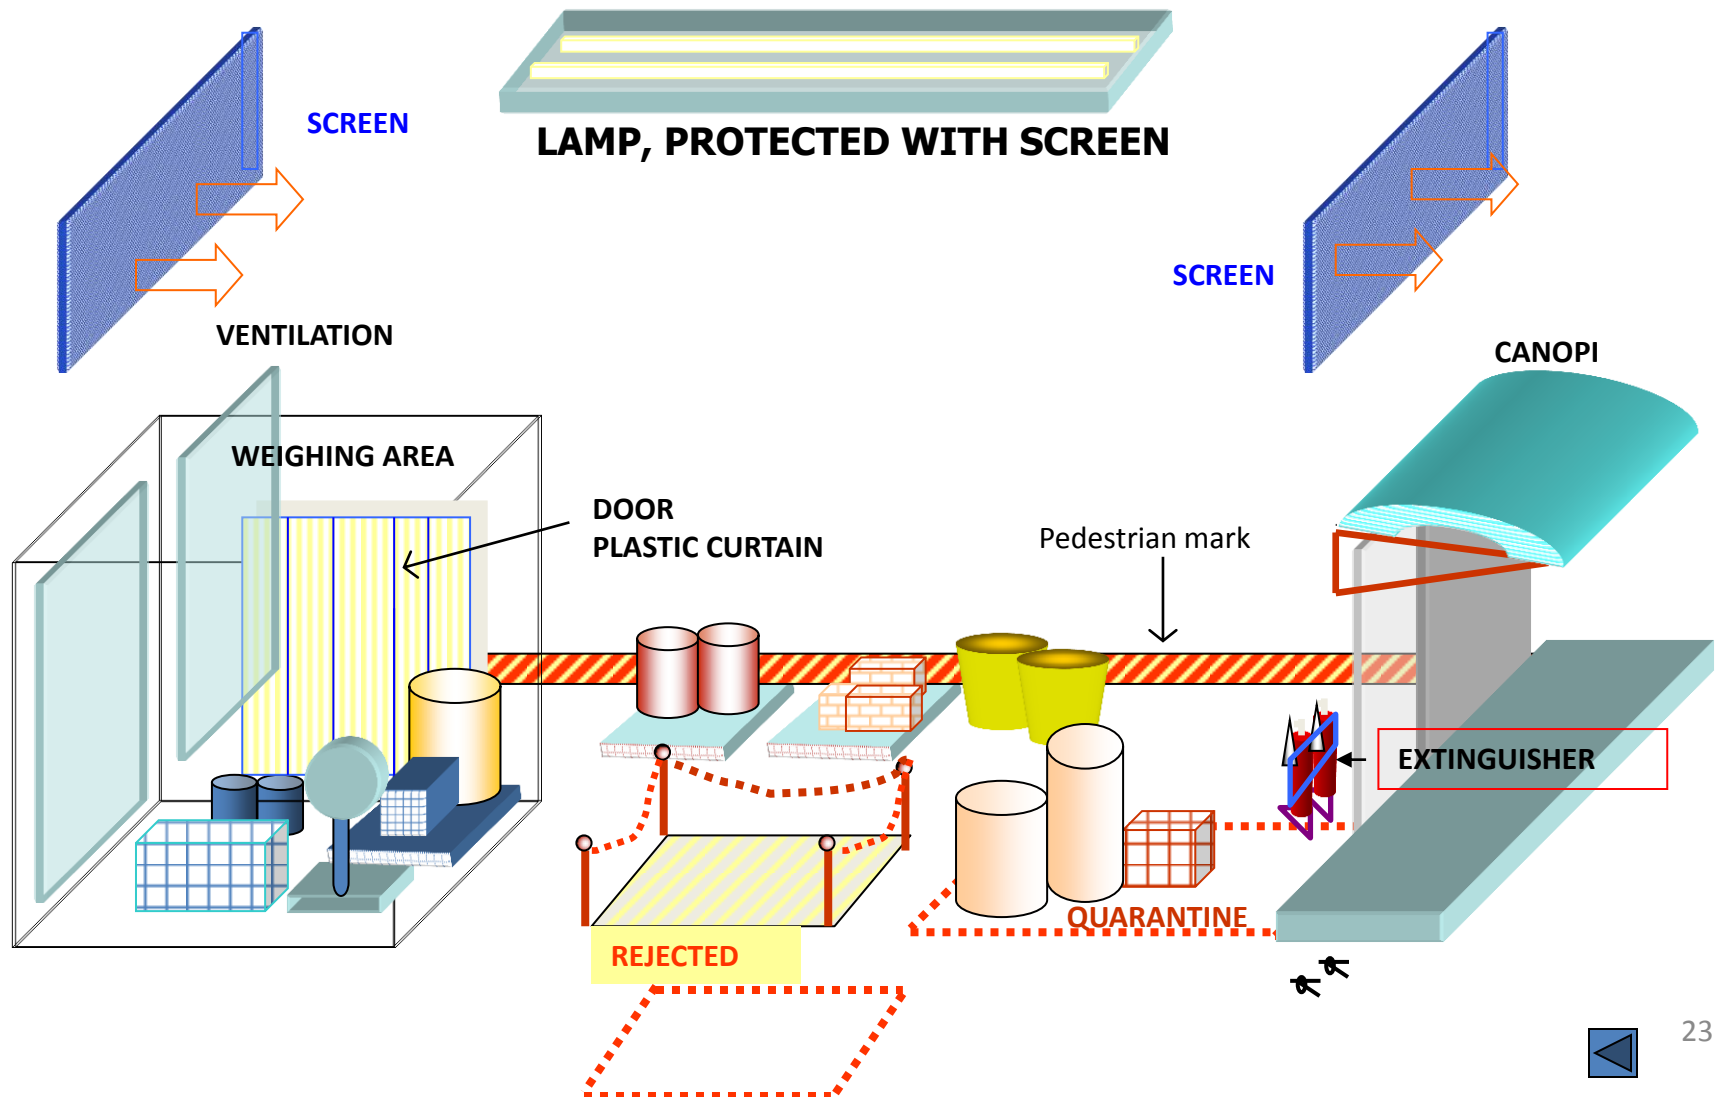 SCREEN
LAMP, PROTECTED WITH SCREEN
SCREEN
VENTILATION
CANOPI
WEIGHING AREA
DOOR
PLASTIC CURTAIN
Pedestrian mark
EXTINGUISHER
QUARANTINE
REJECTED
23